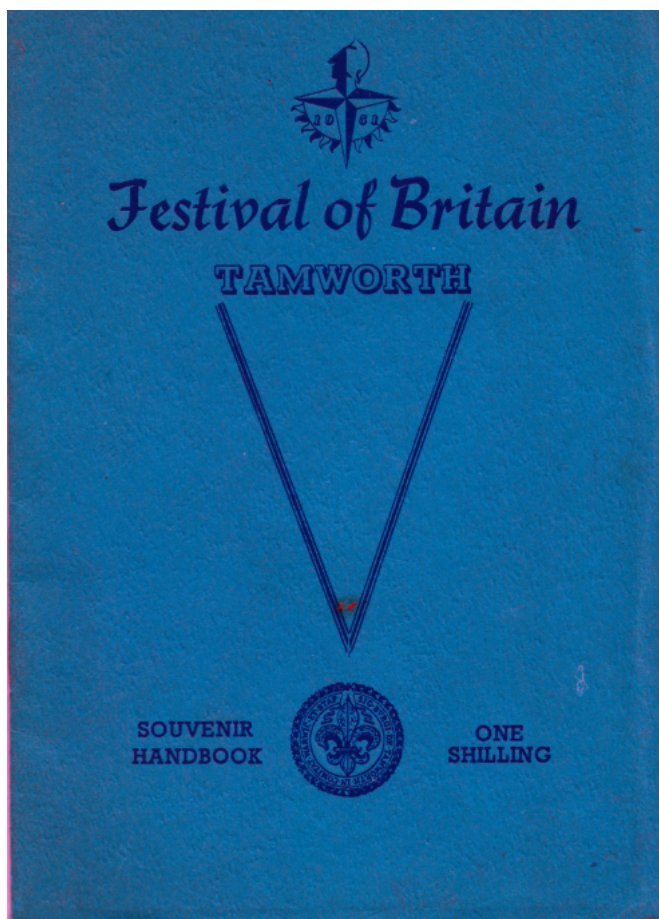 1951
Festival of Britain
TAMWORTH
SOUVENIR
HANDBOOK
ONE
SHILLING